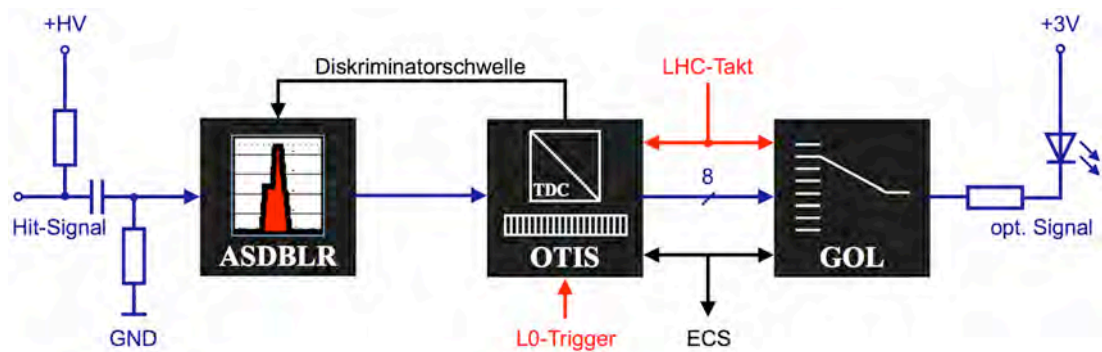 +HV
+3V
Diskriminatorschwelle
LHC-Takt
TDC
8
Hit-Signal
opt. Signal
ASDBLR
OTIS
GOL
GND
L0-Trigger
ECS